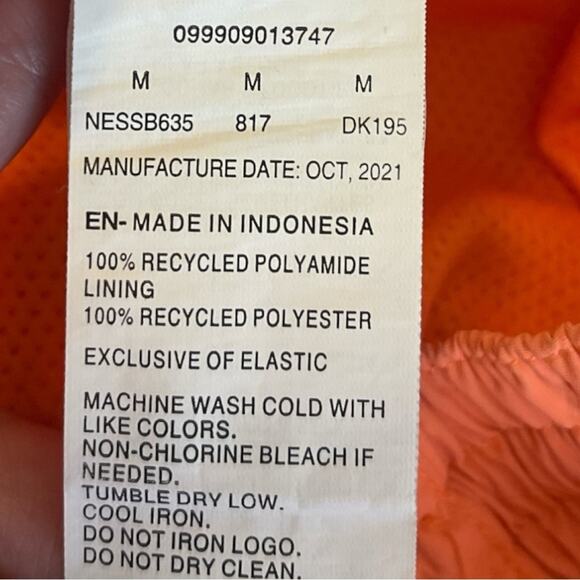 099909013747
M M M
NESSB635 817 DK195
MANUFACTURE DATE: OCT, 2021
EN- MADE IN INDONESIA
100% RECYCLED POLYAMIDE
LINING
100% RECYCLED POLYESTER
EXCLUSIVE OF ELASTIC
MACHINE WASH COLD WITH
LIKE COLORS.
NON-CHLORINE BLEACH IF
NEEDED.
TUMBLE DRY LOW.
COOL IRON.
DO NOT IRON LOGO.
DO NOT DRY CLEAN.